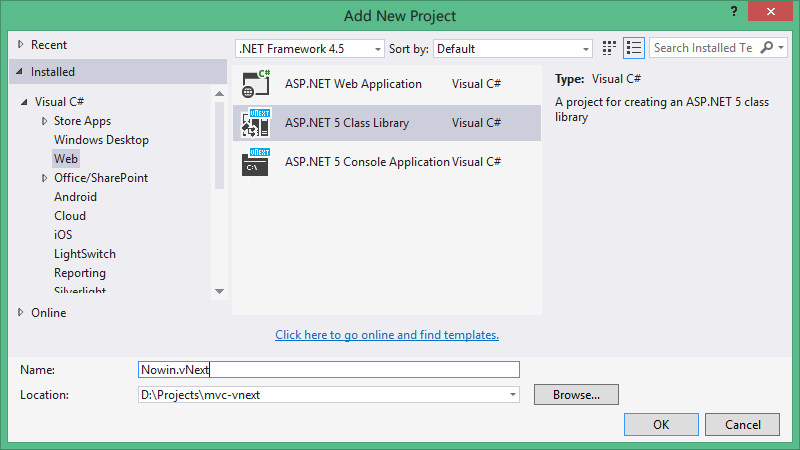 Add New Project
?
Recent
.NET Framework 4.5
Sort by:
Default
Search Installed Te
Installed
Visual C#
Store Apps
Windows Desktop
Web
Office/SharePoint
Android
Cloud
iOS
LightSwitch
Reporting
Silverlight
Online
C#
ASP.NET Web Application Visual C#
VNEXT
ASP.NET 5 Class Library Visual C#
VNEXT
C:\
ASP.NET 5 Console Application Visual C#
Type: Visual C#
A project for creating an ASP.NET 5 class
library
Click here to go online and find templates.
Name:
Nowin.vNext
Location:
D:\Projects\mvc-vnext
Browse...
OK
Cancel